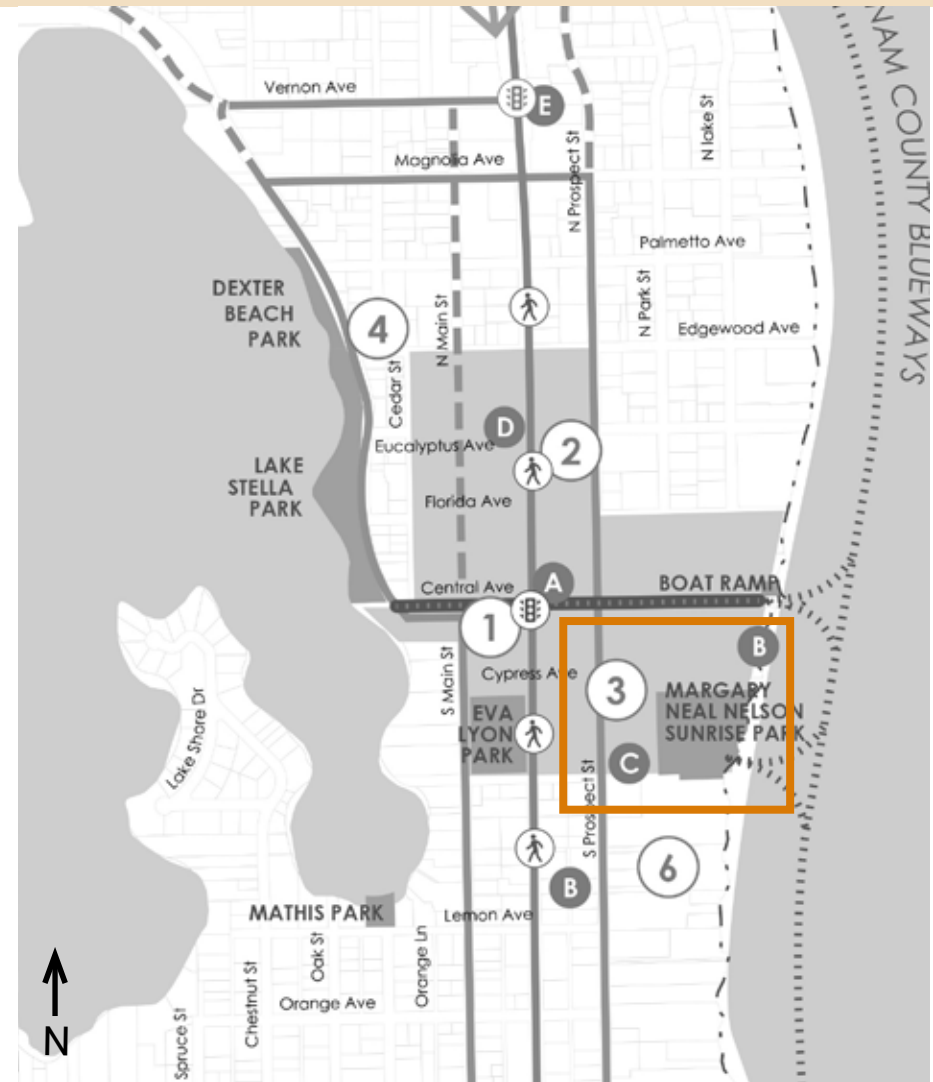 Vernon Ave
E
Magnolia Ave
N Prospect St
N lake St
NAM COUNTY BLUEWAYS
Palmetto Ave
N Park St
Edgewood Ave
DEXTER
BEACH
PARK
4
N Main St
Cedar St
D
2
Eucalyptus Ave
LAKE
STELLA
PARK
Florida Ave
Central Ave
A
BOAT RAMP
1
B
Cypress Ave
3
S Main St
EVA
LYON
PARK
MARGARY
NEAL NELSON
SUNRISE PARK
C
S Prospect St
Lake Shore Dr
6
B
MATHIS PARK
Lemon Ave
Oak St
Orange Ln
Chestnut St
Orange Ave
Spruce St
N